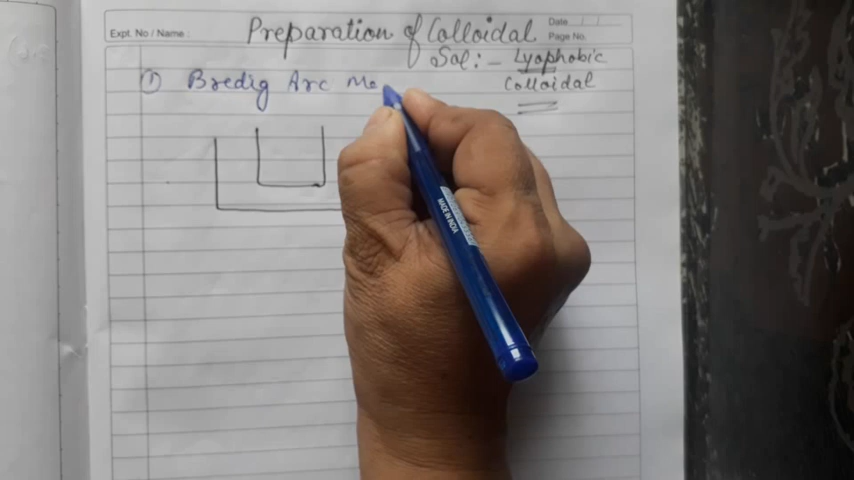 Expt. No / Name :
Preparation of Colloidal
Date / /
Page No.
Sol :- Lyophobic
Colloidal
① Bredig Arc Me
MADE IN INDIA